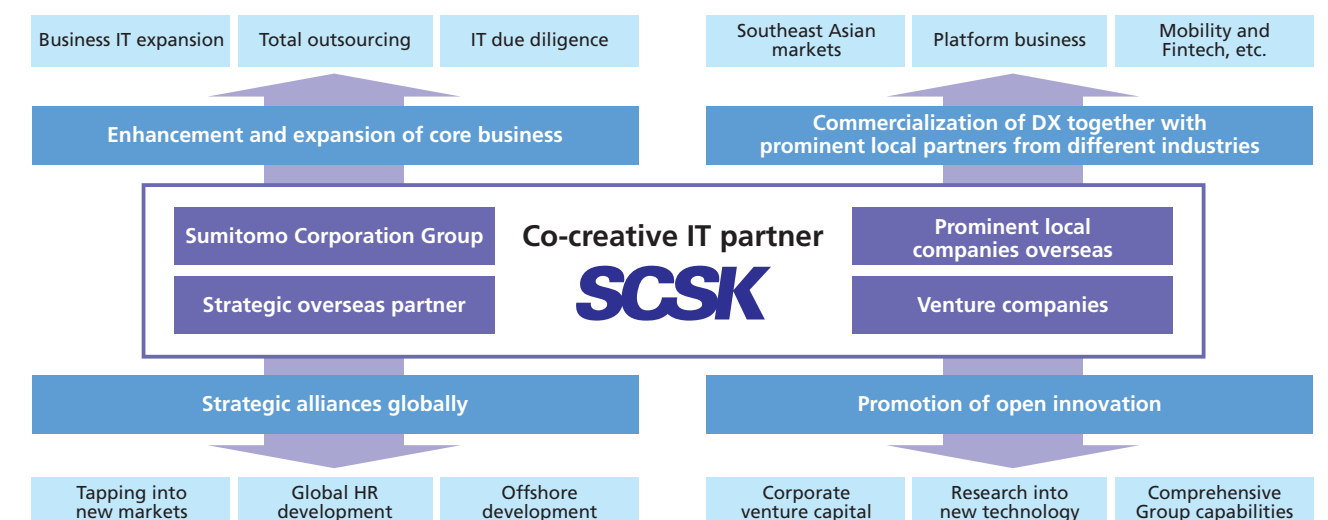 Business IT expansion
Total outsourcing
IT due diligence
Southeast Asian
markets
Platform business
Mobility and
Fintech, etc.
Enhancement and expansion of core business
Commercialization of DX together with
prominent local partners from different industries
Sumitomo Corporation Group
Strategic overseas partner
Co-creative IT partner
SCSK
Prominent local
companies overseas
Venture companies
Strategic alliances globally
Promotion of open innovation
Tapping into
new markets
Global HR
development
Offshore
development
Corporate
venture capital
Research into
new technology
Comprehensive
Group capabilities